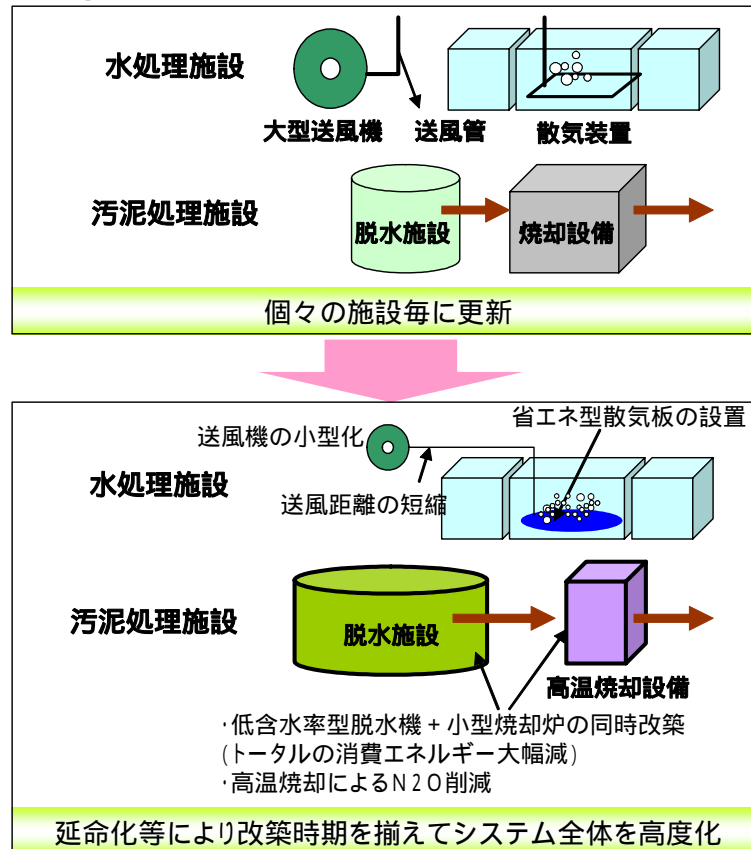 水処理施設
大型送風機
送風管
散気装置
汚泥処理施設
脱水施設
焼却設備
個々の施設毎に更新
省エネ型散気板の設置
送風機の小型化
水処理施設
送風距離の短縮
汚泥処理施設
脱水施設
高温焼却設備
･低含水率型脱水機＋小型焼却炉の同時改築
(トータルの消費エネルギー大幅減)
･高温焼却によるN2O削減
延命化等により改築時期を揃えてシステム全体を高度化